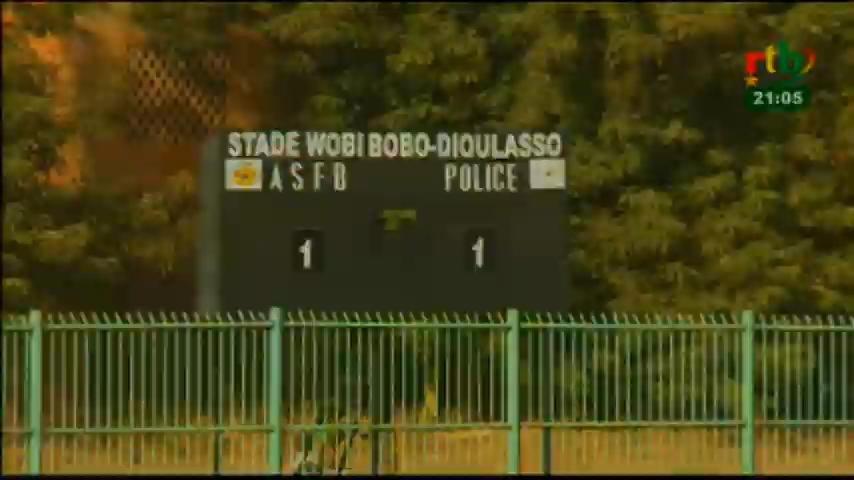 rtb
21:05
STADE WOBI BOBO-DIOULASSO
ASFB POLICE
1 1